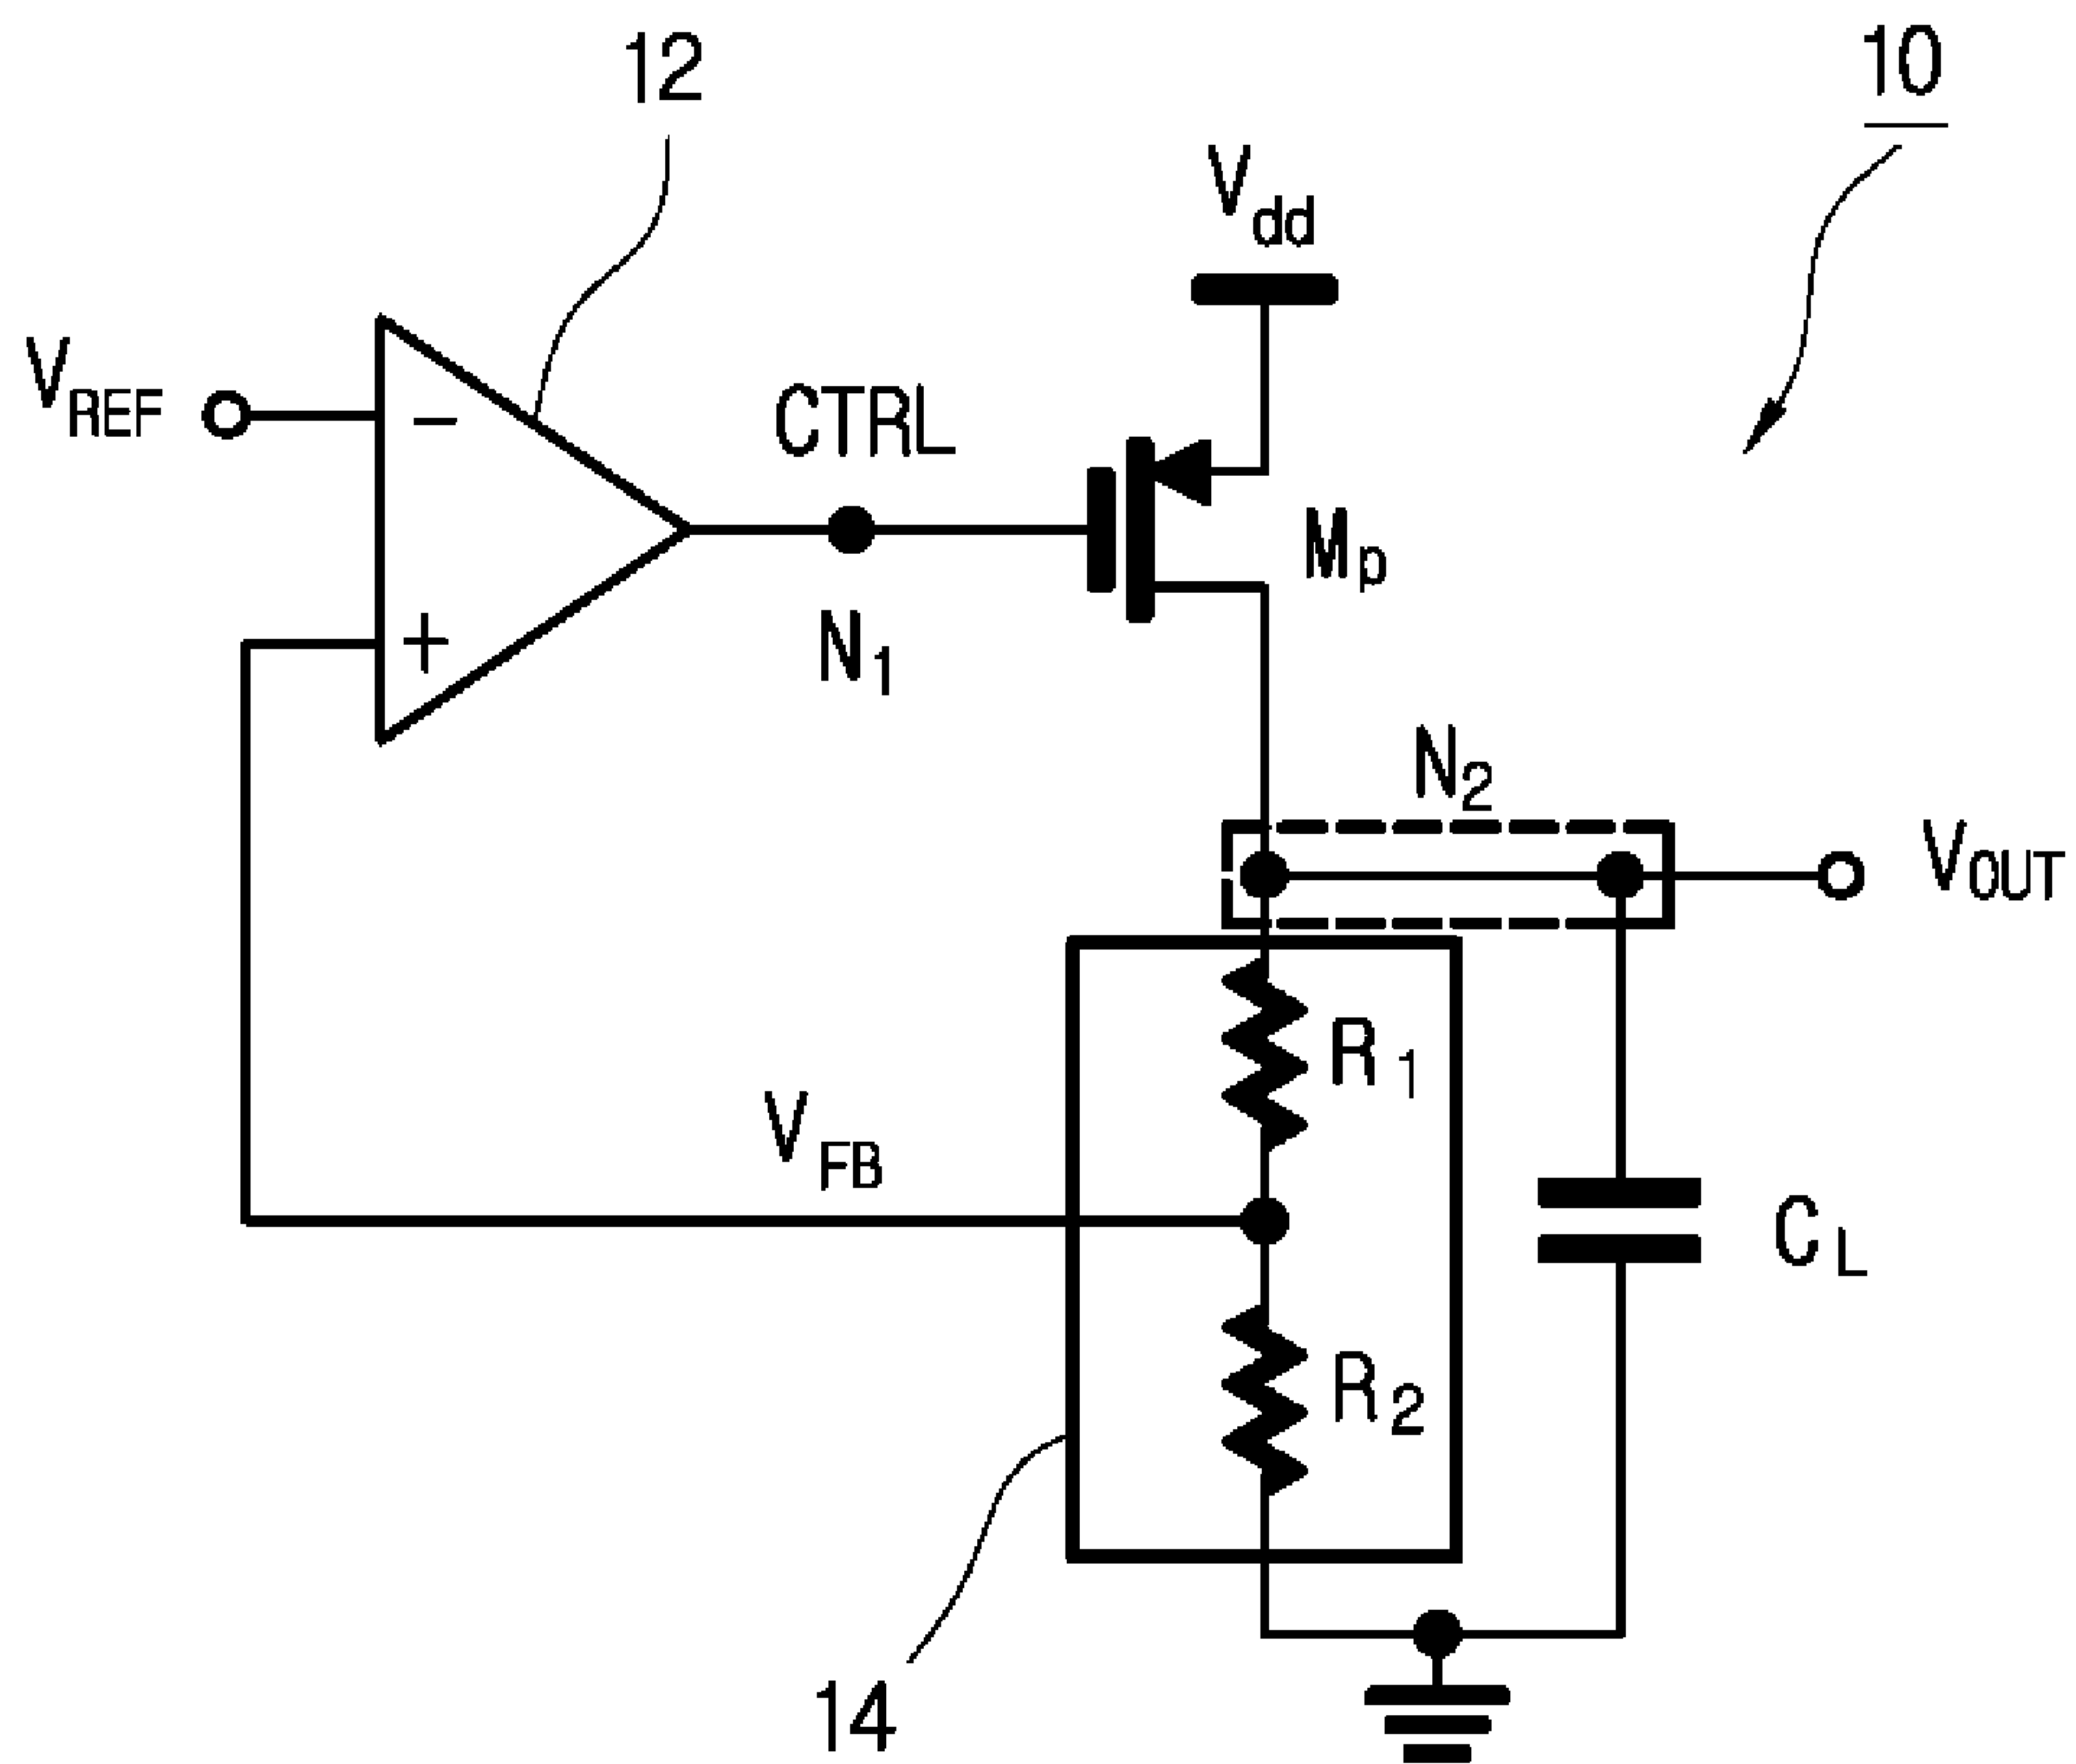 12
10
Vdd
VREF
CTRL
-
Mp
N1
+
N2
VOUT
R1
VFB
CL
R2
14